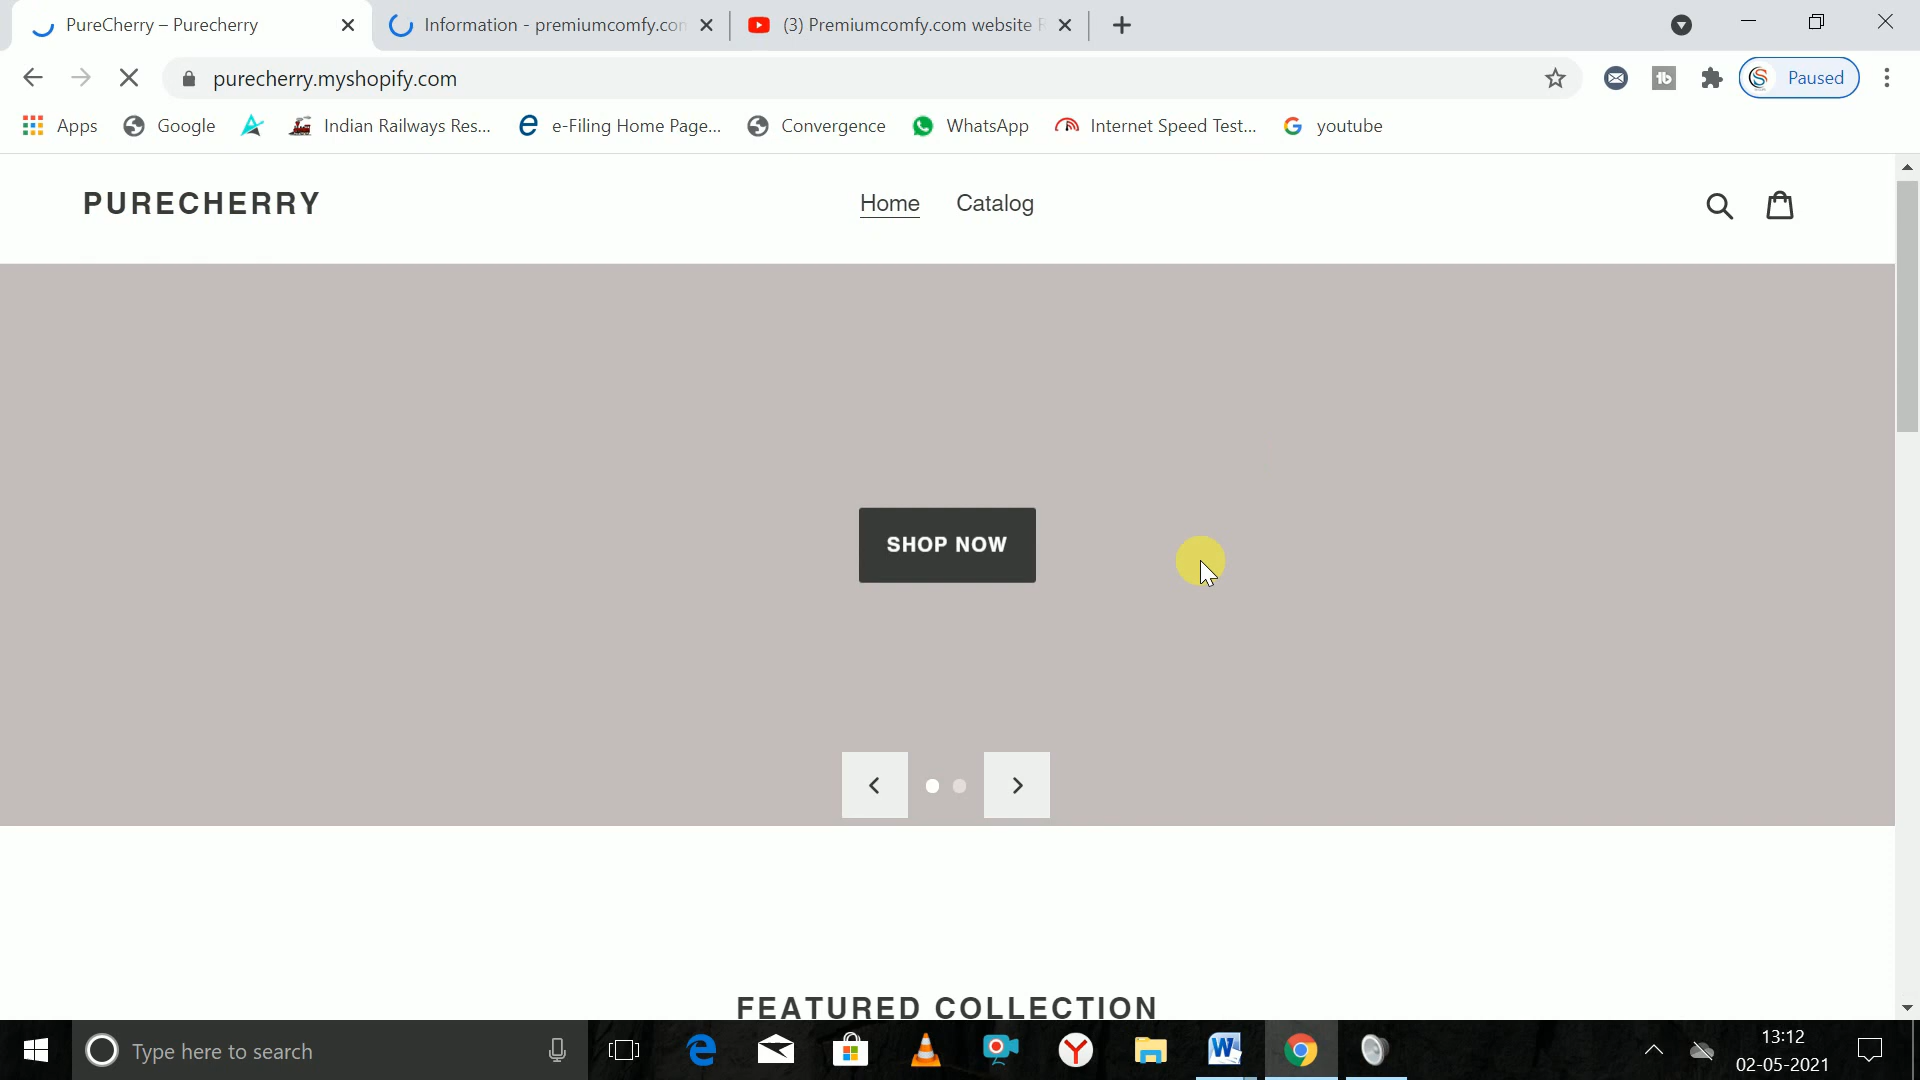 PureCherry – Purecherry
Information - premiumcomfy.con
(3) Premiumcomfy.com website
purecherry.myshopify.com
Paused
Apps
Google
Indian Railways Res...
e-Filing Home Page...
Convergence
WhatsApp
Internet Speed Test...
youtube
PURECHERRY
Home
Catalog
SHOP NOW
FEATURED COLLECTION
Type here to search
13:12
02-05-2021